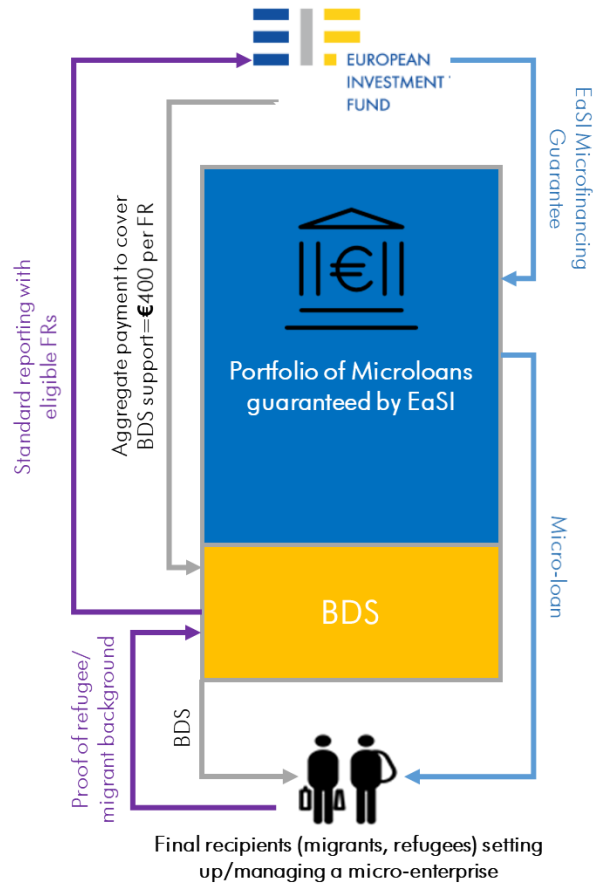 EUROPEAN
INVESTMENT
FUND
EaSI Microfinancing
Guarantee
Aggregate payment to cover
BDS support=€400 per FR
Standard reporting with
eligible FRs
€
Portfolio of Microloans
guaranteed by EaSI
Micro-loan
BDS
Proof of refugee/
migrant background
BDS
Final recipients (migrants, refugees) setting
up/managing a micro-enterprise